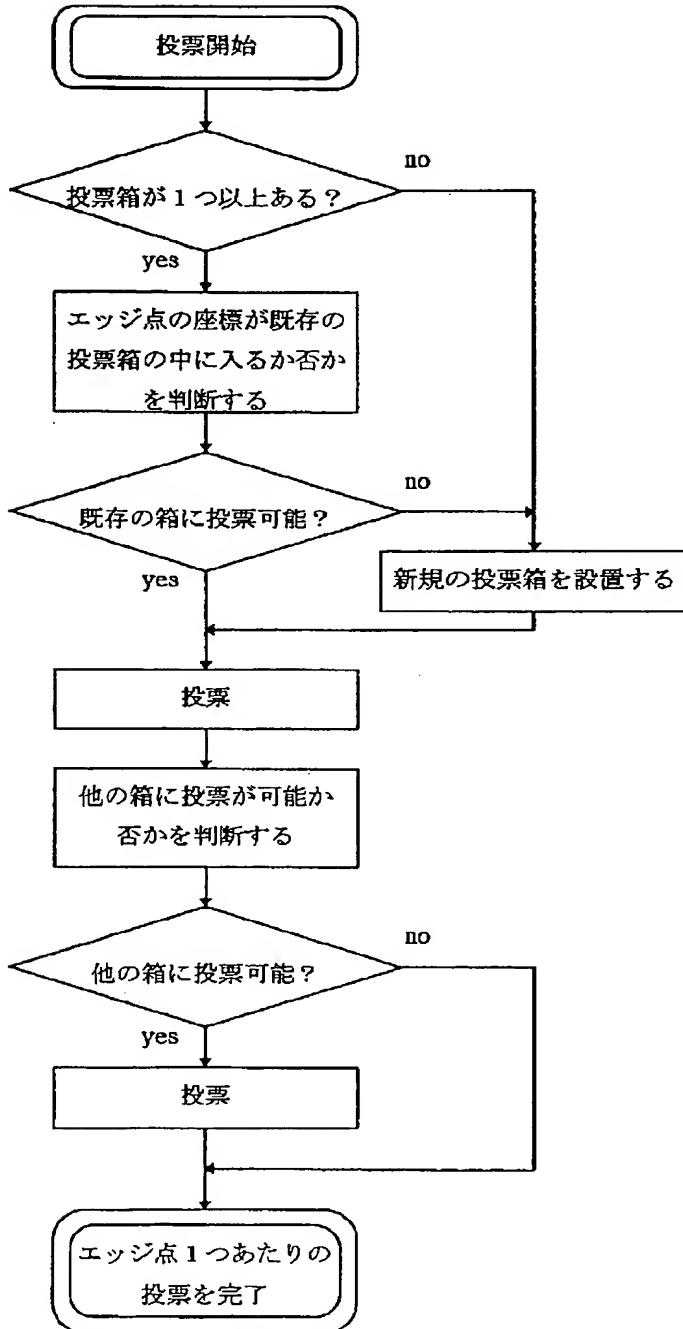 投票開始
投票箱が1つ以上ある?
no
yes
エッジ点の座標が既存の
投票箱の中に入るか否か
を判断する
既存の箱に投票可能?
no
yes
新規の投票箱を設置する
投票
他の箱に投票が可能か
否かを判断する
他の箱に投票可能?
no
yes
投票
エッジ点1つあたりの
投票を完了